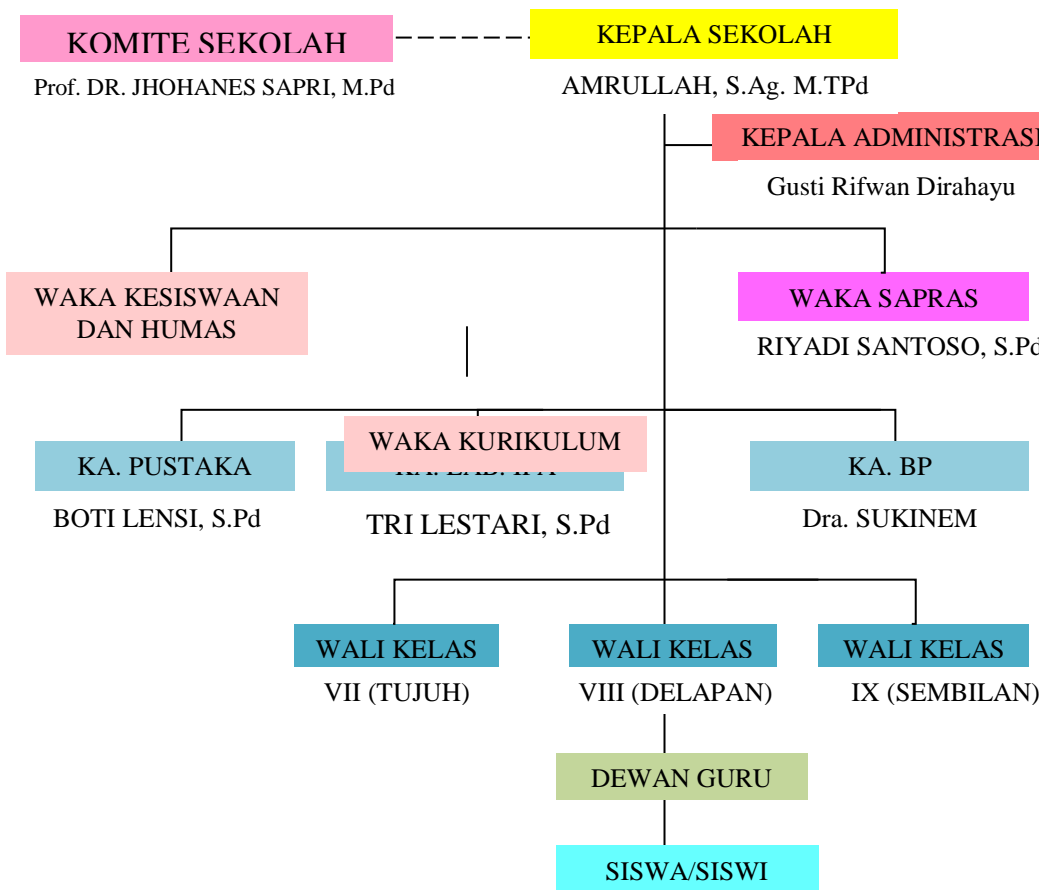 KOMITE SEKOLAH
KEPALA SEKOLAH
Prof. DR. JHOHANES SAPRI, M.Pd
AMRULLAH, S.Ag. M.TPd
KEPALA ADMINISTRASI
Gusti Rifwan Dirahayu
WAKA KESISWAAN
DAN HUMAS
WAKA SAPRAS
RIYADI SANTOSO, S.Pd
WAKA KURIKULUM
KA. PUSTAKA
KA. BP
BOTI LENSI, S.Pd
TRI LESTARI, S.Pd
Dra. SUKINEM
WALI KELAS
WALI KELAS
WALI KELAS
VII (TUJUH)
VIII (DELAPAN)
IX (SEMBILAN)
DEWAN GURU
SISWA/SISWI